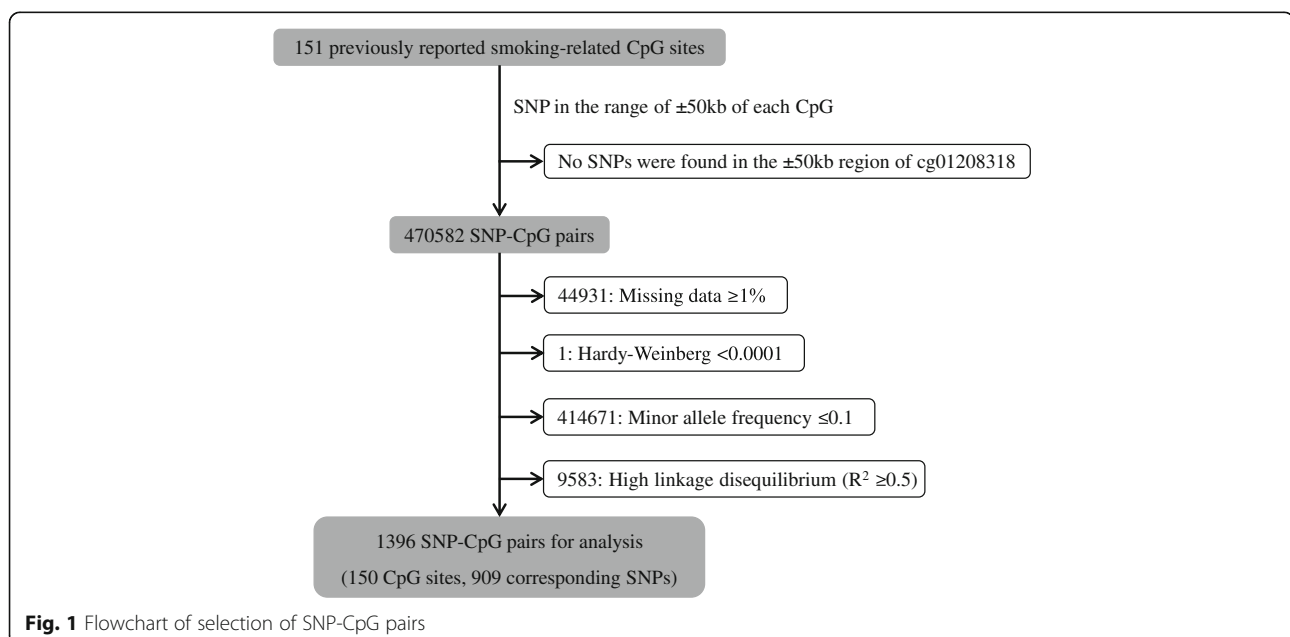 151 previously reported smoking-related CpG sites
SNP in the range of ±50kb of each CpG
No SNPs were found in the ±50kb region of cg01208318
470582 SNP-CpG pairs
44931: Missing data ≥1%
1: Hardy-Weinberg <0.0001
414671: Minor allele frequency ≤0.1
9583: High linkage disequilibrium (R² ≥0.5)
1396 SNP-CpG pairs for analysis
(150 CpG sites, 909 corresponding SNPs)
Fig. 1 Flowchart of selection of SNP-CpG pairs